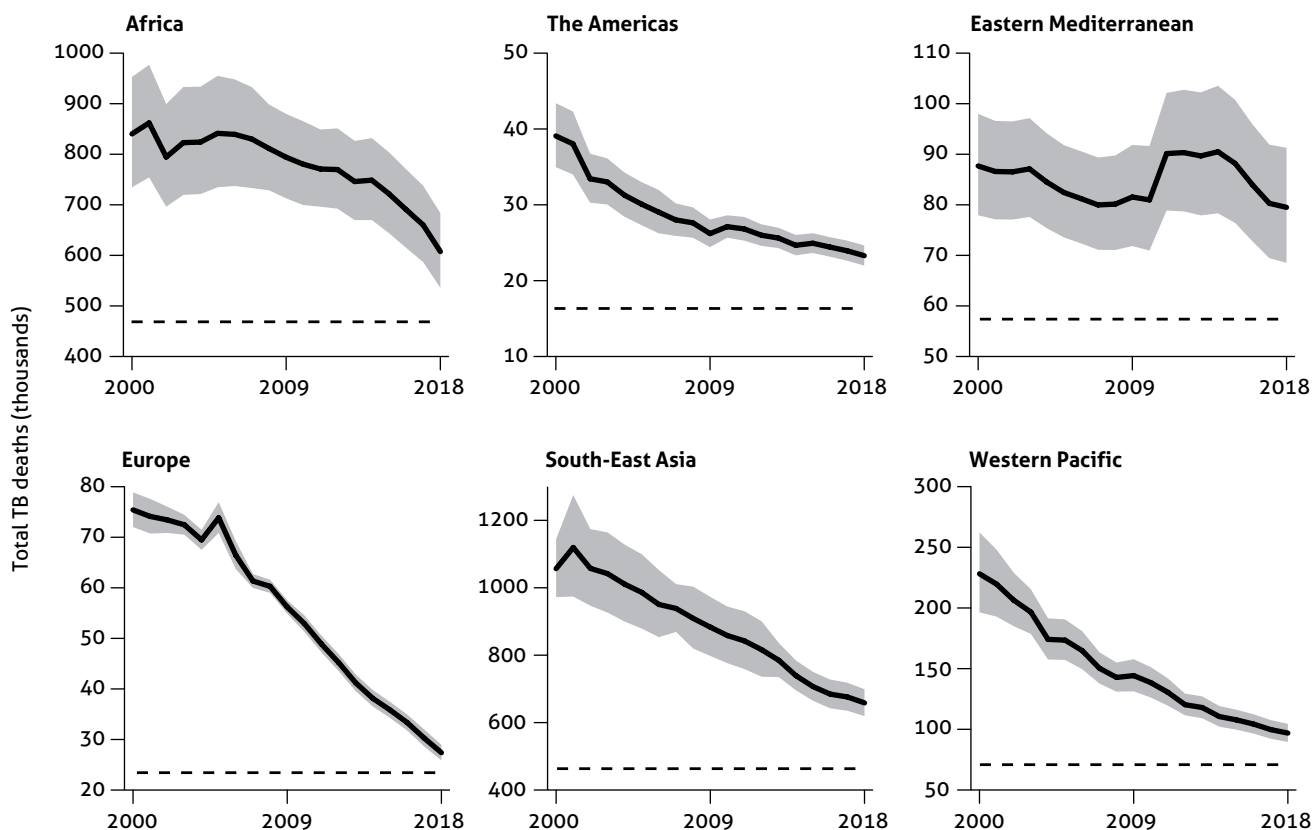 Total TB deaths (thousands)
Africa
1000
900
800
700
600
500
400
2000 2009 2018
The Americas
50
40
30
20
10
2000 2009 2018
Eastern Mediterranean
110
100
90
80
70
60
50
2000 2009 2018
Europe
80
70
60
50
40
30
20
2000 2009 2018
South-East Asia
1200
1000
800
600
400
2000 2009 2018
Western Pacific
300
250
200
150
100
50
2000 2009 2018